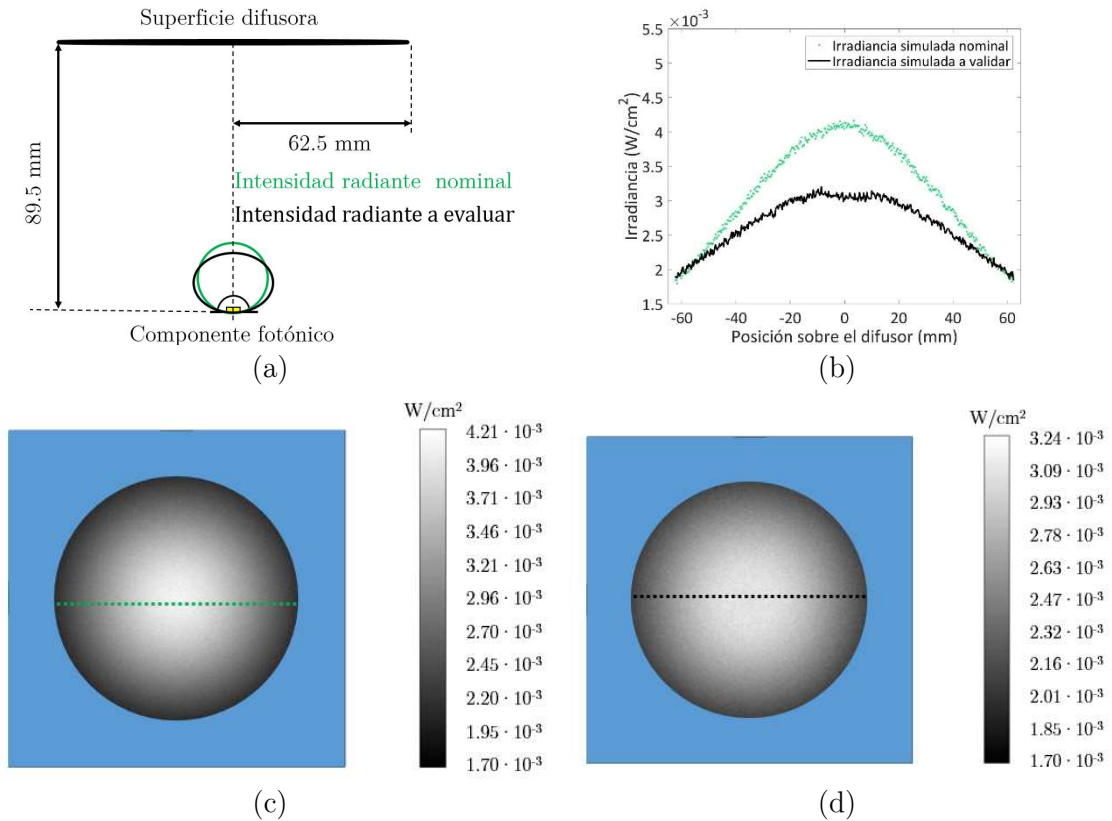 Superficie difusora
89.5 mm
62.5 mm
Intensidad radiante nominal
Intensidad radiante a evaluar
Componente fotónico
(a)
×10⁻³
5.5
5
4.5
4
3.5
3
2.5
2
1.5
Irradiancia (W/cm²)
Irradiancia simulada nominal
Irradiancia simulada a validar
-60 -40 -20 0 20 40 60
Posición sobre el difusor (mm)
(b)
W/cm²
4.21 · 10⁻³
3.96 · 10⁻³
3.71 · 10⁻³
3.46 · 10⁻³
3.21 · 10⁻³
2.96 · 10⁻³
2.70 · 10⁻³
2.45 · 10⁻³
2.20 · 10⁻³
1.95 · 10⁻³
1.70 · 10⁻³
(c)
W/cm²
3.24 · 10⁻³
3.09 · 10⁻³
2.93 · 10⁻³
2.78 · 10⁻³
2.63 · 10⁻³
2.47 · 10⁻³
2.32 · 10⁻³
2.16 · 10⁻³
2.01 · 10⁻³
1.85 · 10⁻³
1.70 · 10⁻³
(d)